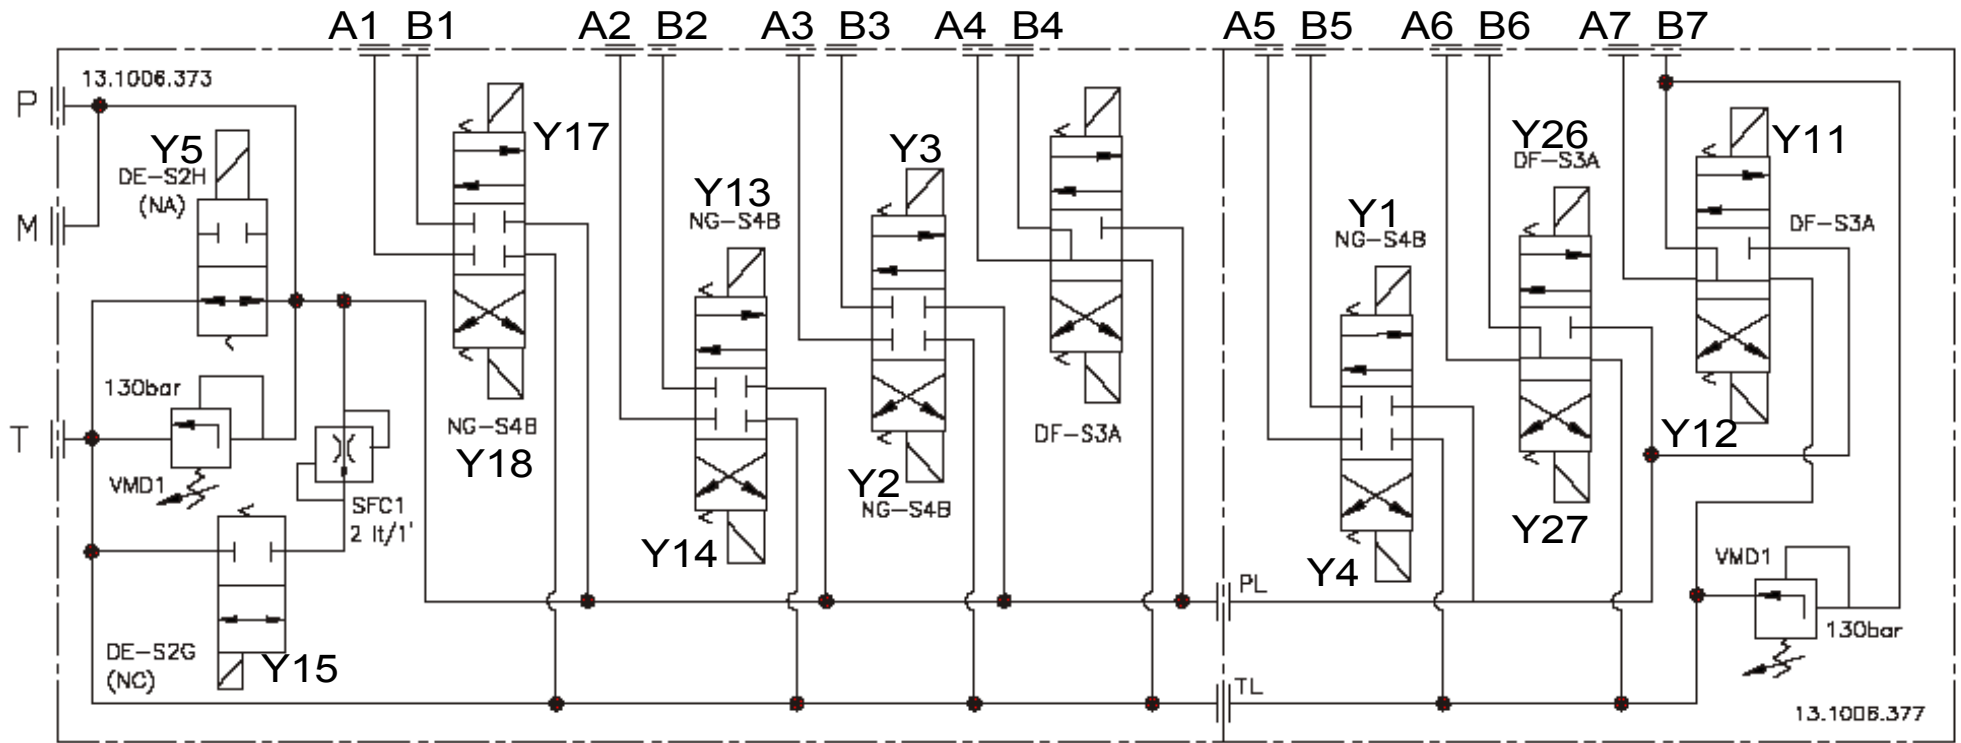 A1 B1 A2 B2 A3 B3 A4 B4 A5 B5 A6 B6 A7 B7
13.1006.373
P
M
T
Y5
DE-S2H
(NA)
130bar
VMD1
SFC1
2 lt/1'
DE-S2G
(NC)
Y15
Y17
NG-S4B
Y18
Y13
NG-S4B
Y14
Y3
Y2
NG-S4B
DF-S3A
PL
TL
Y1
NG-S4B
Y4
Y26
DF-S3A
Y27
Y11
DF-S3A
Y12
VMD1
130bar
13.1006.377